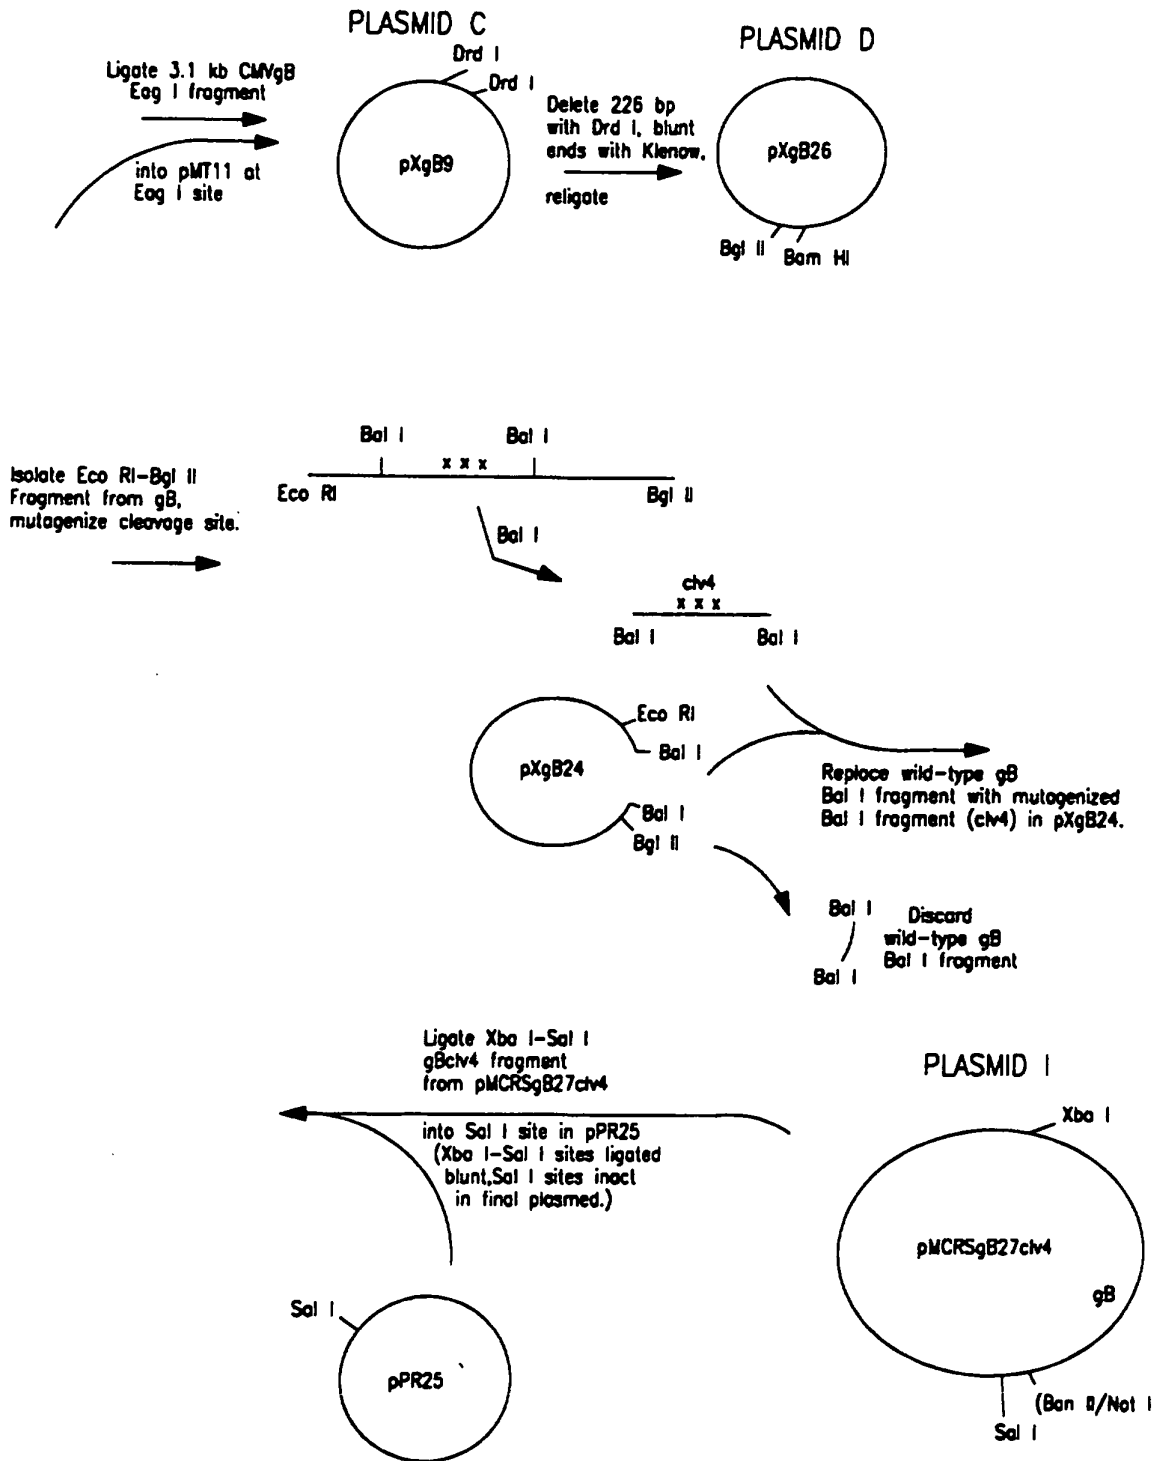 PLASMID C
PLASMID D
Drd I
Drd I
Ligate 3.1 kb CMVgB
Eag I fragment
into pMT11 at
Eag I site
pXgB9
Delete 226 bp
with Drd I, blunt
ends with Klenow,
religate
pXgB26
Bgl II
Bam HI
Isolate Eco RI-Bgl II
Fragment from gB,
mutagenize cleavage site.
Bal I
Bal I
x x x
Eco RI
Bgl II
Bal I
clv4
x x x
Bal I
Bal I
pXgB24
Eco RI
Bal I
Bal I
Bgl II
Replace wild-type gB
Bal I fragment with mutagenized
Bal I fragment (clv4) in pXgB24.
Bal I
Bal I
Discard
wild-type gB
Bal I fragment
Ligate Xba I-Sal I
gBclv4 fragment
from pMCRSgB27clv4
into Sal I site in pPR25
(Xba I-Sal I sites ligated
blunt,Sal I sites inact
in final plasmed.)
PLASMID I
Xba I
pMCRSgB27clv4
gB
(Ban II/Not I
Sal I
Sal I
pPR25